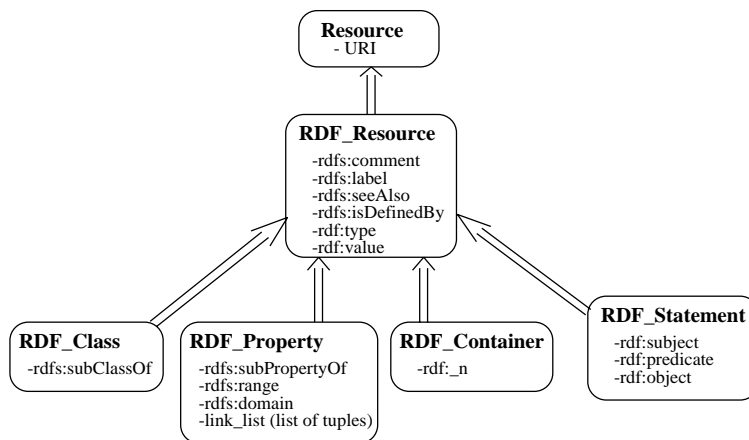 Resource
- URI
RDF_Resource
-rdfs:comment
-rdfs:label
-rdfs:seeAlso
-rdfs:isDefinedBy
-rdf:type
-rdf:value
RDF_Class
-rdfs:subClassOf
RDF_Property
-rdfs:subPropertyOf
-rdfs:range
-rdfs:domain
-link_list (list of tuples)
RDF_Container
-rdf:_n
RDF_Statement
-rdf:subject
-rdf:predicate
-rdf:object